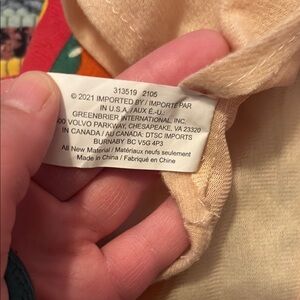 313519 2105
© 2021 IMPORTED BY / IMPORTÉ PAR
IN U.S.A. /AUX É.-U.:
GREENBRIER INTERNATIONAL, INC.
00 VOLVO PARKWAY, CHESAPEAKE, VA 23320
IN CANADA / AU CANADA: DTSC IMPORTS
BURNABY BC V5G 4P3
All New Material / Matériaux neufs seulement
Made in China / Fabriqué en Chine